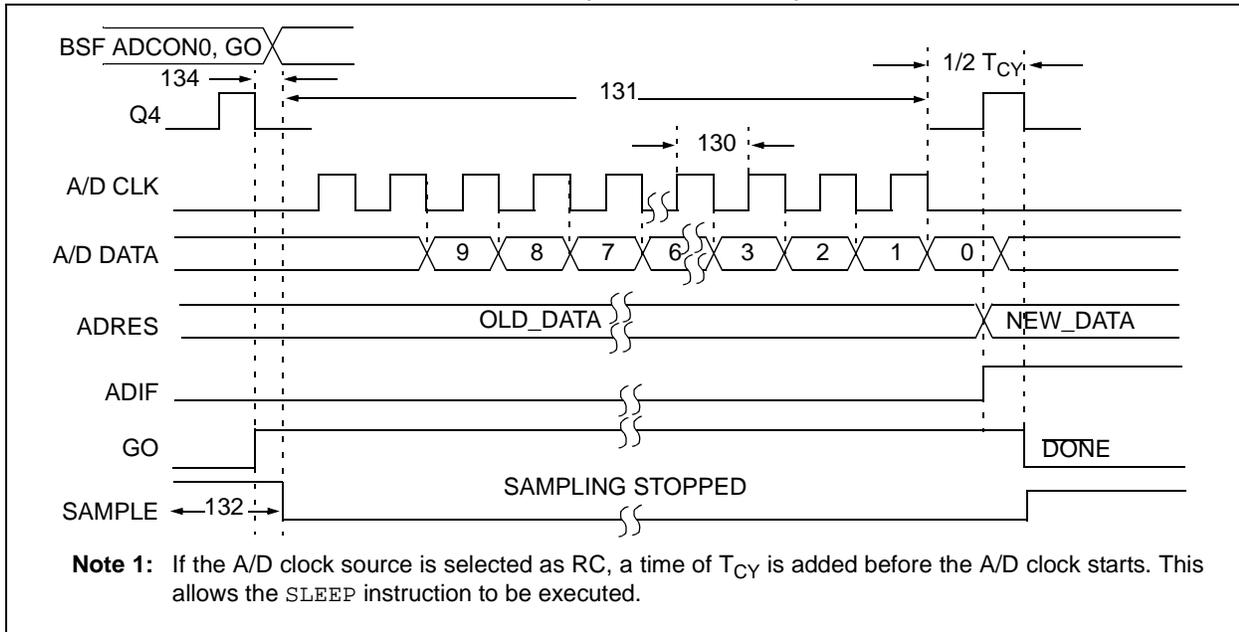 BSF ADCON0, GO
134
1/2 TCY
131
Q4
130
A/D CLK
A/D DATA
9 8 7 6 3 2 1 0
ADRES
OLD_DATA
NEW_DATA
ADIF
GO
DONE
SAMPLING STOPPED
SAMPLE
132
Note 1: If the A/D clock source is selected as RC, a time of TCY is added before the A/D clock starts. This
allows the SLEEP instruction to be executed.